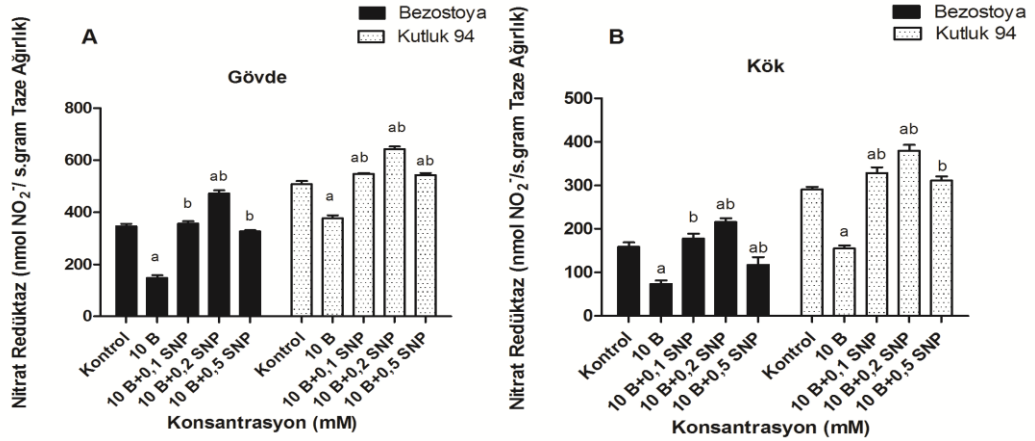 Bezostoya
Kutluk 94
A
Gövde
Nitrat Redüktaz (nmol NO2-/ s.gram Taze Ağırlık)
800
600
400
200
0
a
b
ab
b
a
ab
ab
ab
Kontrol
10 B
10 B+0,1 SNP
10 B+0,2 SNP
10 B+0,5 SNP
Kontrol
10 B
10 B+0,1 SNP
10 B+0,2 SNP
10 B+0,5 SNP
Konsantrasyon (mM)
Bezostoya
Kutluk 94
B
Kök
Nitrat Redüktaz (nmol NO2-/ s.gram Taze Ağırlık)
500
400
300
200
100
0
a
b
ab
ab
a
ab
ab
b
Kontrol
10 B
10 B+0,1 SNP
10 B+0,2 SNP
10 B+0,5 SNP
Kontrol
10 B
10 B+0,1 SNP
10 B+0,2 SNP
10 B+0,5 SNP
Konsantrasyon (mM)